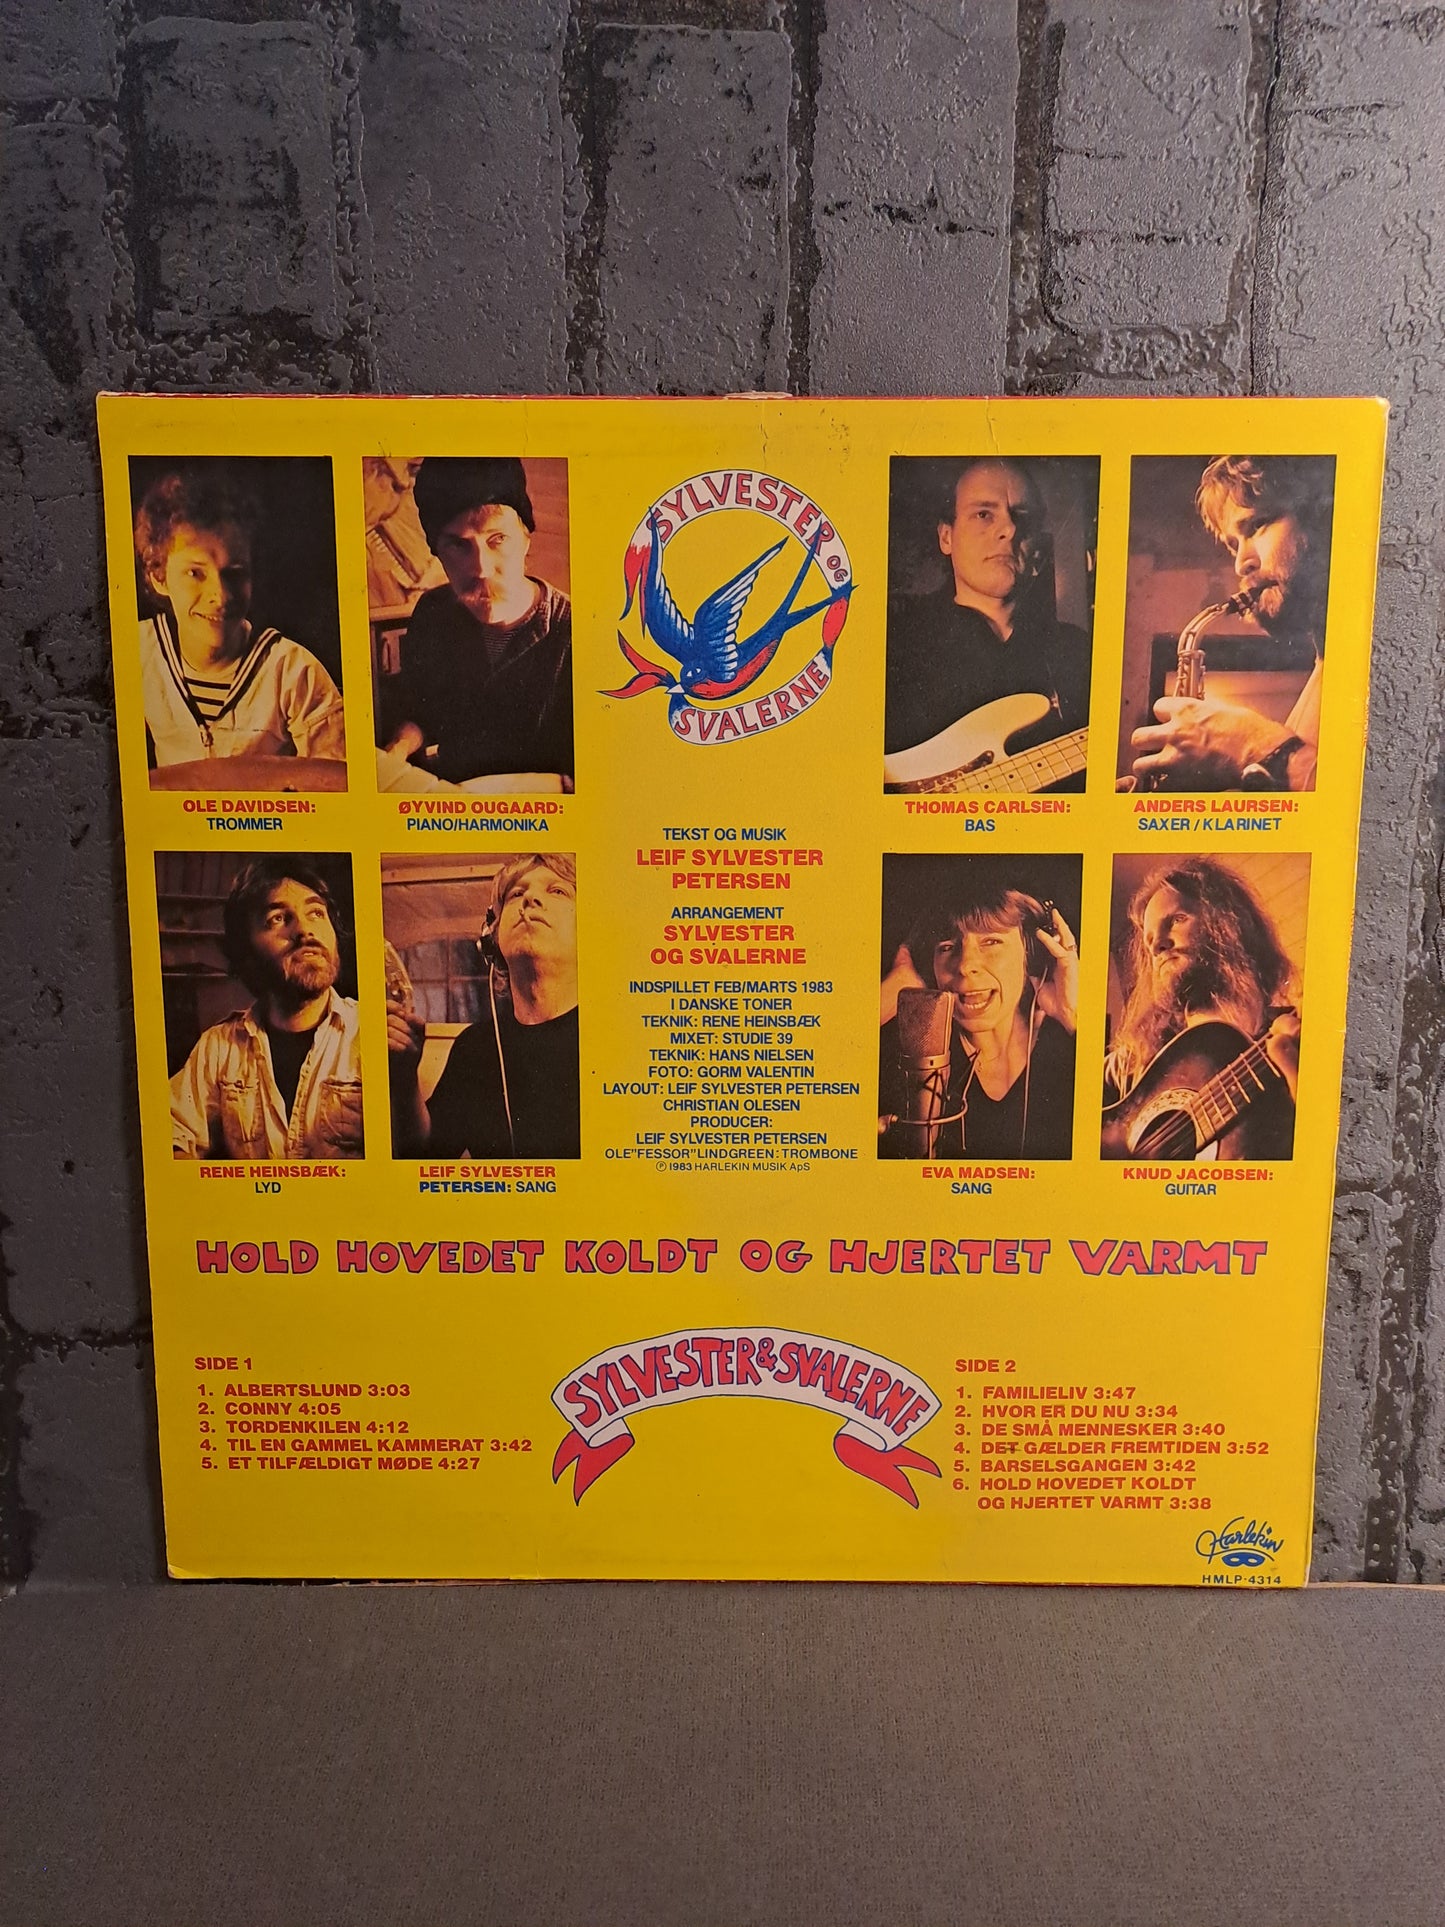 SYLVESTER OG
SVALERNE
OLE DAVIDSEN:
TROMMER
ØYVIND OUGAARD:
PIANO/HARMONIKA
THOMAS CARLSEN:
BAS
ANDERS LAURSEN:
SAXER / KLARINET
TEKST OG MUSIK
LEIF SYLVESTER
PETERSEN
ARRANGEMENT
SYLVESTER
OG SVALERNE
INDSPILLET FEB/MARTS 1983
I DANSKE TONER
TEKNIK: RENE HEINSBÆK
MIXET: STUDIE 39
TEKNIK: HANS NIELSEN
FOTO: GORM VALENTIN
LAYOUT: LEIF SYLVESTER PETERSEN
CHRISTIAN OLESEN
PRODUCER:
LEIF SYLVESTER PETERSEN
OLE"FESSOR"LINDGREEN: TROMBONE
Ⓟ 1983 HARLEKIN MUSIK ApS
RENE HEINSBÆK:
LYD
LEIF SYLVESTER
PETERSEN: SANG
EVA MADSEN:
SANG
KNUD JACOBSEN:
GUITAR
HOLD HOVEDET KOLDT OG HJERTET VARMT
SYLVESTER & SVALERNE
SIDE 1
1. ALBERTSLUND 3:03
2. CONNY 4:05
3. TORDENKILEN 4:12
4. TIL EN GAMMEL KAMMERAT 3:42
5. ET TILFÆLDIGT MØDE 4:27
SIDE 2
1. FAMILIELIV 3:47
2. HVOR ER DU NU 3:34
3. DE SMÅ MENNESKER 3:40
4. DET GÆLDER FREMTIDEN 3:52
5. BARSELSGANGEN 3:42
6. HOLD HOVEDET KOLDT
OG HJERTET VARMT 3:38
Harlekin
HMLP-4314